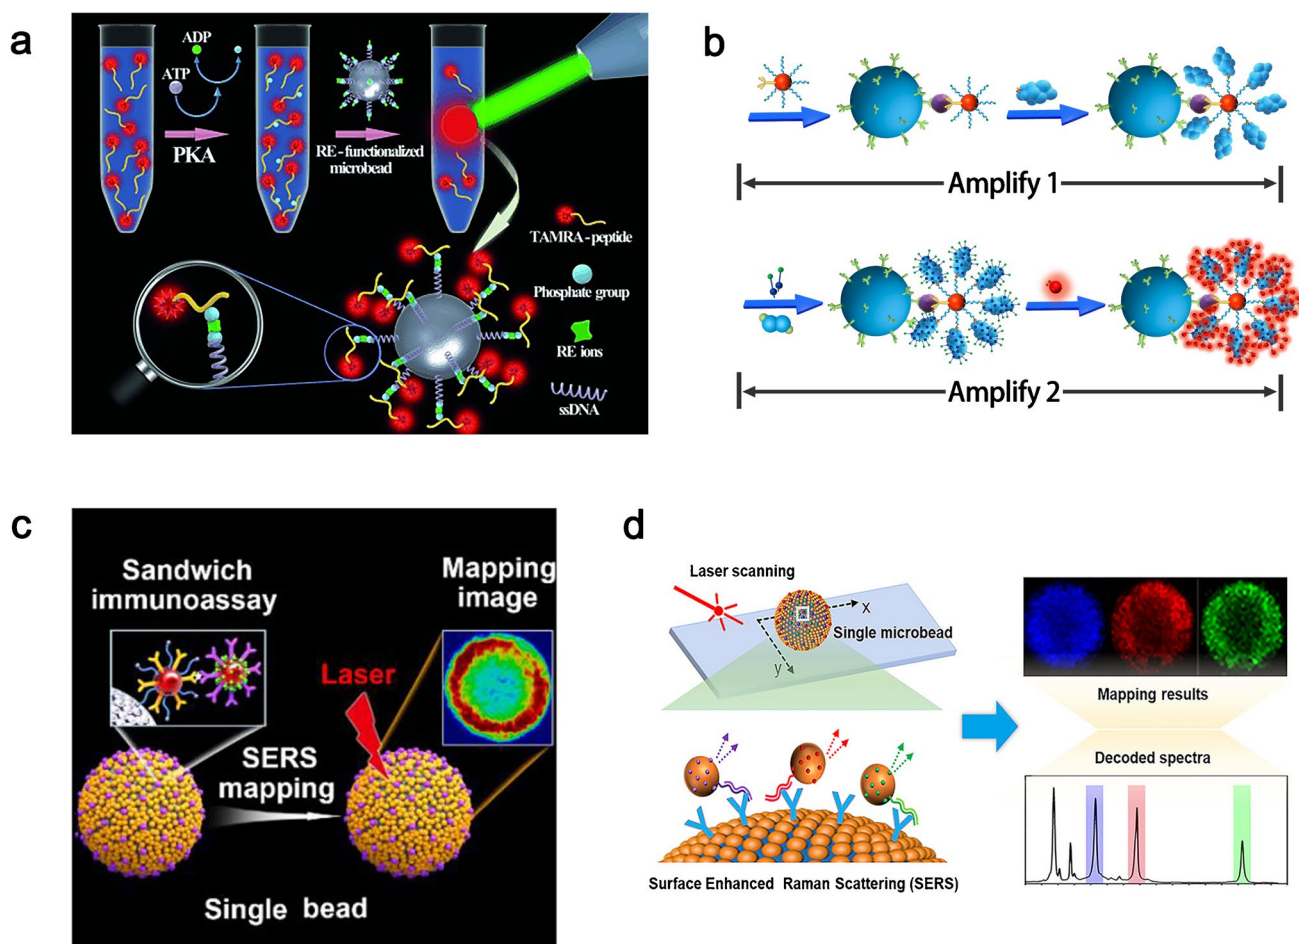 a
ADP
ATP
PKA
RE-functionalized
microbead
TAMRA-peptide
Phosphate group
RE ions
ssDNA
b
Amplify 1
Amplify 2
c
Sandwich
immunoassay
Mapping
image
Laser
SERS
mapping
Single bead
d
Laser scanning
x
Single microbead
y
Surface Enhanced Raman Scattering (SERS)
Mapping results
Decoded spectra